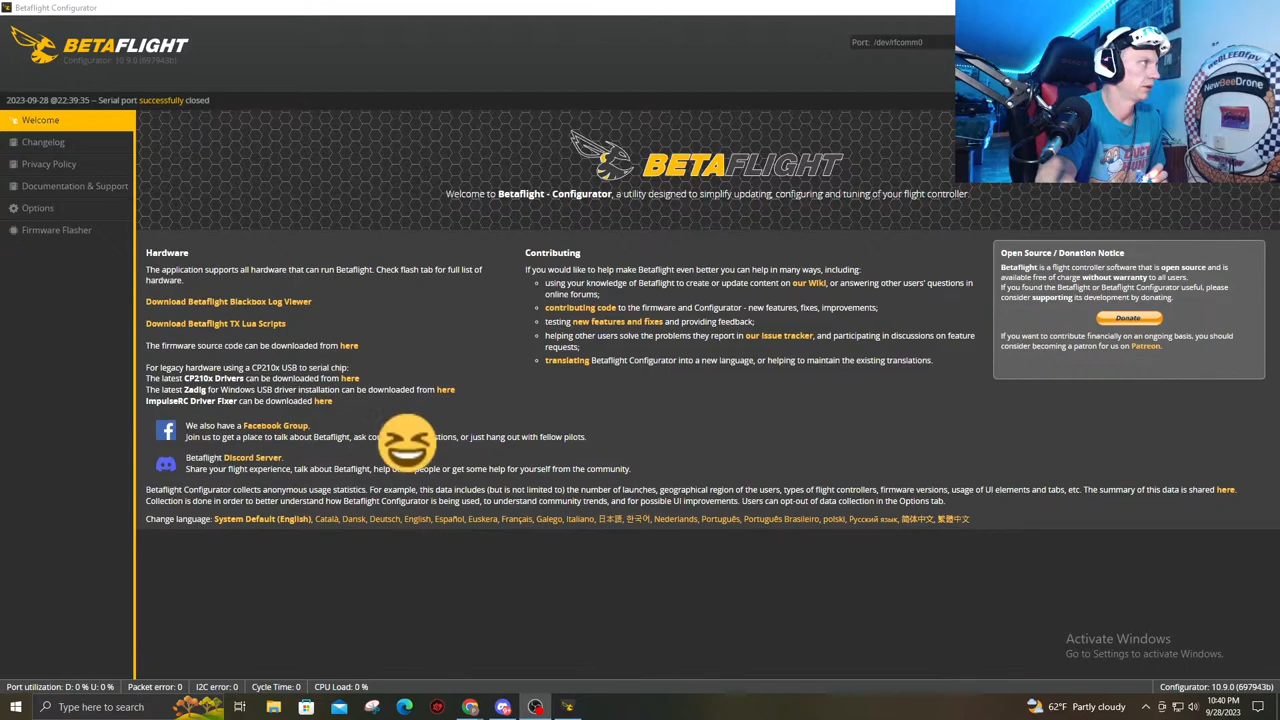 Betaflight Configurator
BETAFLIGHT
Configurator: 10.9.0 (697943b)
Port: /dev/rfcomm0
2023-09-28 @22:39:35 -- Serial port successfully closed
Welcome
Changelog
Privacy Policy
Documentation & Support
Options
Firmware Flasher
BETAFLIGHT
Welcome to Betaflight - Configurator, a utility designed to simplify updating, configuring and tuning of your flight controller.
Hardware
The application supports all hardware that can run Betaflight. Check flash tab for full list of
hardware.
Download Betaflight Blackbox Log Viewer
Download Betaflight TX Lua Scripts
The firmware source code can be downloaded from here
For legacy hardware using a CP210x USB to serial chip:
The latest CP210x Drivers can be downloaded from here
The latest Zadig for Windows USB driver installation can be downloaded from here
ImpulseRC Driver Fixer can be downloaded here
Contributing
If you would like to help make Betaflight even better you can help in many ways, including:
using your knowledge of Betaflight to create or update content on our Wiki, or answering other users' questions in
online forums;
contributing code to the firmware and Configurator - new features, fixes, improvements;
testing new features and fixes and providing feedback;
helping other users solve the problems they report in our issue tracker, and participating in discussions on feature
requests;
translating Betaflight Configurator into a new language, or helping to maintain the existing translations.
Open Source / Donation Notice
Betaflight is a flight controller software that is open source and is
available free of charge without warranty to all users.
If you found the Betaflight or Betaflight Configurator useful, please
consider supporting its development by donating.
Donate
If you want to contribute financially on an ongoing basis, you should
consider becoming a patron for us on Patreon.
We also have a Facebook Group.
Join us to get a place to talk about Betaflight, ask or just hang out with fellow pilots.
Betaflight Discord Server.
Share your flight experience, talk about Betaflight, help people or get some help for yourself from the community.
Betaflight Configurator collects anonymous usage statistics. For example, this data includes (but is not limited to) the number of launches, geographical region of the users, types of flight controllers, firmware versions, usage of UI elements and tabs, etc. The summary of this data is shared here.
Collection is done in order to better understand how Betaflight Configurator is being used, to understand community trends, and for possible UI improvements. Users can opt-out of data collection in the Options tab.
Change language: System Default (English), Català, Dansk, Deutsch, English, Español, Euskera, Français, Galego, Italiano, 日本語, 한국어, Nederlands, Português, Português Brasileiro, polski, Русский язык, 简体中文, 繁體中文
NewBeeDrone
Activate Windows
Go to Settings to activate Windows.
Port utilization: D: 0 % U: 0 %
Packet error: 0
I2C error: 0
Cycle Time: 0
CPU Load: 0 %
Configurator: 10.9.0 (697943b)
Type here to search
62°F Partly cloudy
10:40 PM
9/28/2023